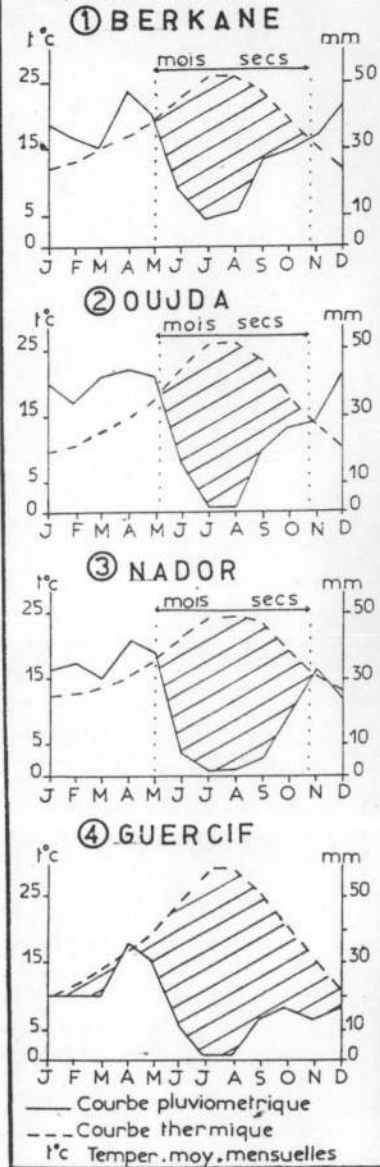 ① BERKANE
t°c mm
mois secs
25 50
15 30
5 10
0 0
J F M A M J J A S O N D
② OUJDA
t°c mm
mois secs
25 50
15 30
5 10
0 0
J F M A M J J A S O N D
③ NADOR
t°c mm
mois secs
25 50
15 30
5 10
0 0
J F M A M J J A S O N D
④ GUERCIF
t°c mm
25 50
15 30
5 10
0 0
J F M A M J J A S O N D
Courbe pluviometrique
Courbe thermique
t°c Temper.moy.mensuelles